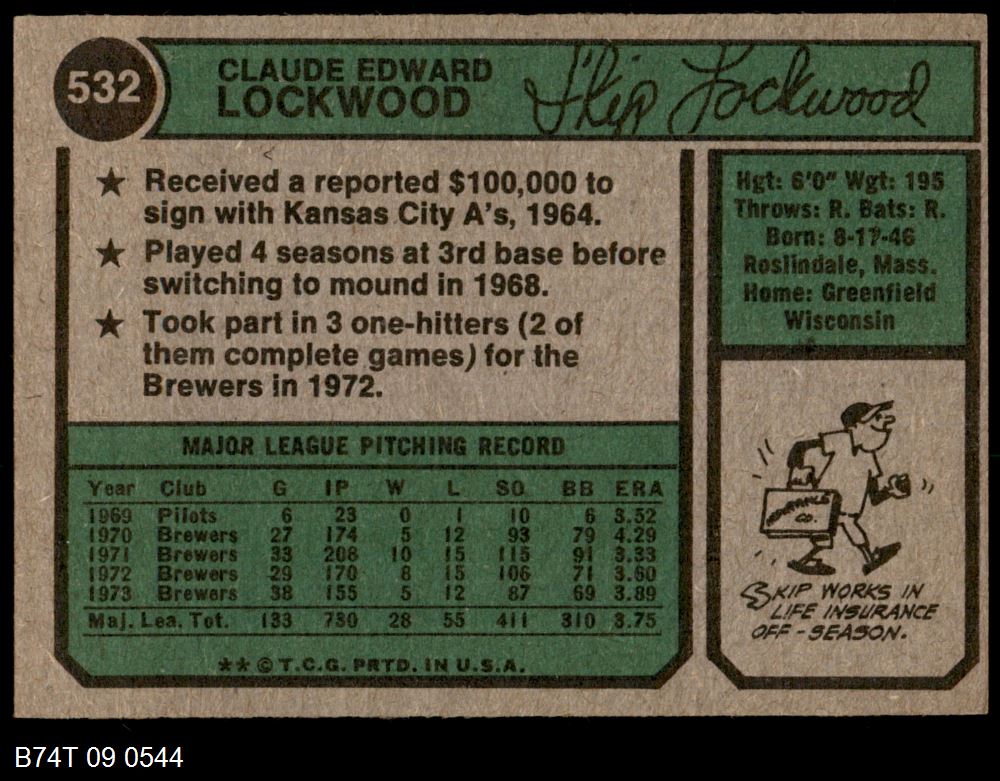 532
CLAUDE EDWARD
LOCKWOOD
Skip Lockwood
★ Received a reported $100,000 to
sign with Kansas City A's, 1964.
★ Played 4 seasons at 3rd base before
switching to mound in 1968.
★ Took part in 3 one-hitters (2 of
them complete games) for the
Brewers in 1972.
Hgt: 6'0" Wgt: 195
Throws: R. Bats: R.
Born: 8-17-46
Roslindale, Mass.
Home: Greenfield
Wisconsin
MAJOR LEAGUE PITCHING RECORD
Year Club G IP W L SO BB ERA
1969 Pilots 6 23 0 1 10 6 3.52
1970 Brewers 27 174 5 12 93 79 4.29
1971 Brewers 33 208 10 15 115 91 3.33
1972 Brewers 29 170 8 15 106 71 3.60
1973 Brewers 38 155 5 12 87 69 3.89
Maj. Lea. Tot. 133 730 28 55 411 310 3.75
** © T.C.G. PRTD. IN U.S.A.
INSURANCE
CO.
SKIP WORKS IN
LIFE INSURANCE
OFF-SEASON.
B74T 09 0544